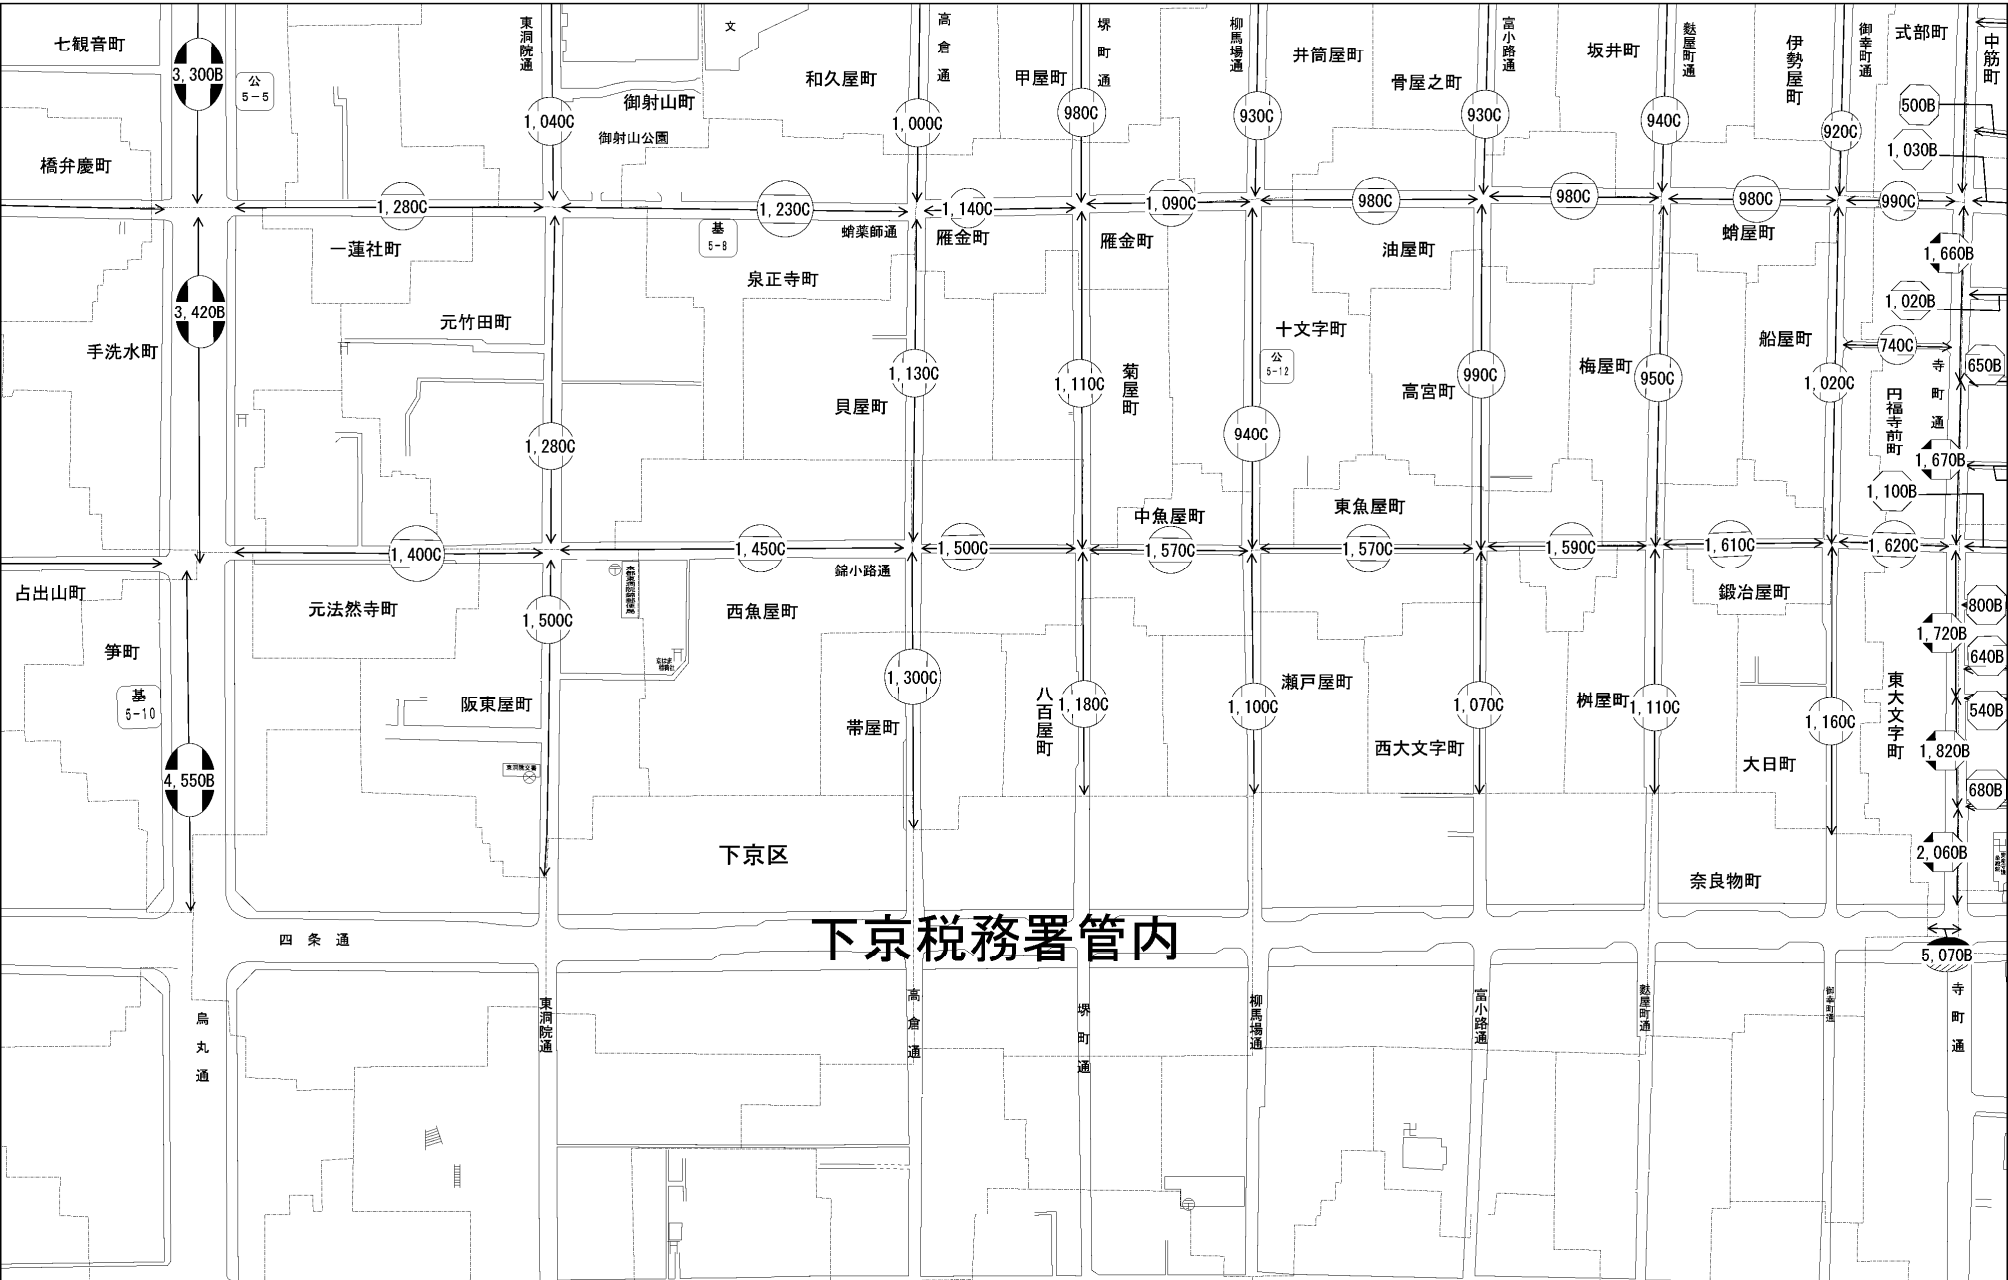 七観音町
3,300B
公
5-5
東洞院通
文
高倉通
堺町通
柳馬場通
井筒屋町
富小路通
坂井町
麩屋町通
伊勢屋町
御幸町通
式部町
中筋町
和久屋町
甲屋町
骨屋之町
御射山町
御射山公園
1,040C
1,000C
980C
930C
930C
940C
920C
500B
1,030B
橋弁慶町
1,280C
1,230C
1,140C
1,090C
980C
980C
980C
990C
一蓮社町
基
5-8
蛸薬師通
雁金町
雁金町
油屋町
蛸屋町
1,660B
泉正寺町
3,420B
元竹田町
十文字町
1,020B
手洗水町
船屋町
740C
寺町通
650B
1,130C
1,110C
菊屋町
公
5-12
990C
梅屋町
950C
1,020C
高宮町
貝屋町
円福寺前町
1,280C
940C
1,670B
1,100B
中魚屋町
東魚屋町
1,400C
1,450C
1,500C
1,570C
1,570C
1,590C
1,610C
1,620C
錦小路通
占出山町
元法然寺町
1,500C
西魚屋町
鍛冶屋町
800B
1,720B
笋町
640B
1,300C
瀬戸屋町
東大文字町
基
5-10
阪東屋町
八百屋町
1,180C
1,100C
1,070C
桝屋町
1,110C
1,160C
540B
帯屋町
西大文字町
大日町
1,820B
東洞院交番
4,550B
680B
下京区
2,060B
奈良物町
四条通
下京税務署管内
5,070B
烏丸通
東洞院通
高倉通
堺町通
柳馬場通
富小路通
麩屋町通
御幸町通
寺町通